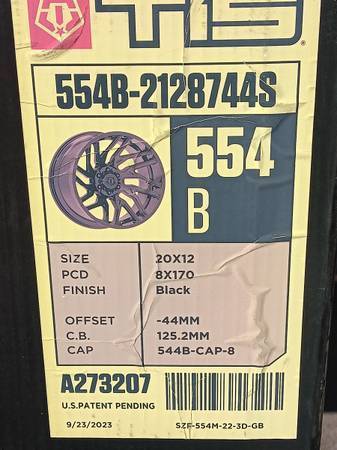 TIS
554B-2128744S
554
B
SIZE 20X12
PCD 8X170
FINISH Black
OFFSET -44MM
C.B. 125.2MM
CAP 544B-CAP-8
A273207
U.S.PATENT PENDING
9/23/2023 SZF-554M-22-3D-GB